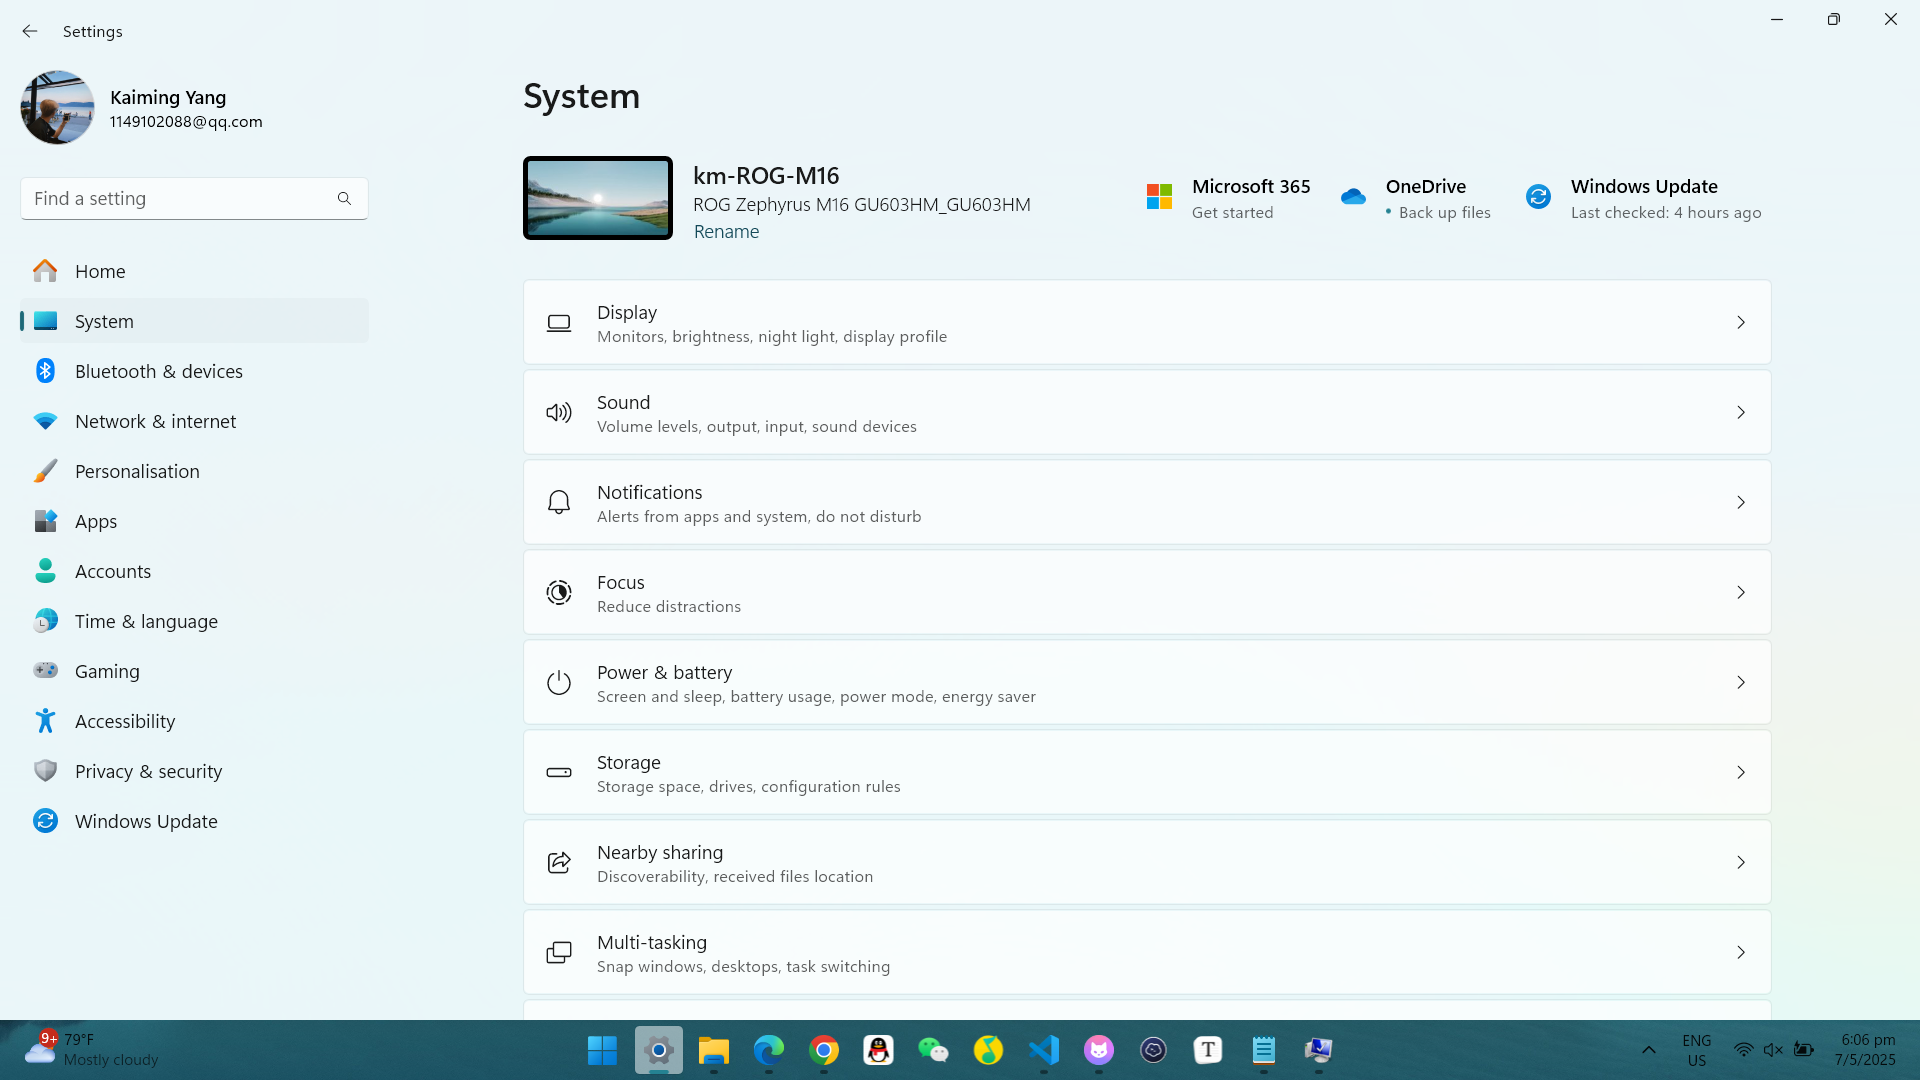 Settings
Kaiming Yang
1149102088@qq.com
Find a setting
Home
System
Bluetooth & devices
Network & internet
Personalisation
Apps
Accounts
Time & language
Gaming
Accessibility
Privacy & security
Windows Update
System
km-ROG-M16
ROG Zephyrus M16 GU603HM_GU603HM
Rename
Microsoft 365
Get started
OneDrive
• Back up files
Windows Update
Last checked: 4 hours ago
Display
Monitors, brightness, night light, display profile
Sound
Volume levels, output, input, sound devices
Notifications
Alerts from apps and system, do not disturb
Focus
Reduce distractions
Power & battery
Screen and sleep, battery usage, power mode, energy saver
Storage
Storage space, drives, configuration rules
Nearby sharing
Discoverability, received files location
Multi-tasking
Snap windows, desktops, task switching
9+
79°F
Mostly cloudy
T
ENG
US
6:06 pm
7/5/2025